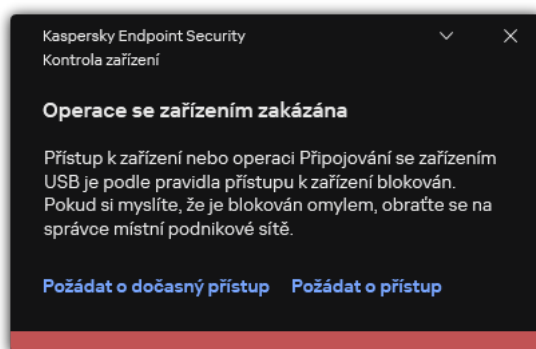 Kaspersky Endpoint Security
Kontrola zařízení
Operace se zařízením zakázána
Přístup k zařízení nebo operaci Připojování se zařízením
USB je podle pravidla přístupu k zařízení blokován.
Pokud si myslíte, že je blokován omylem, obraťte se na
správce místní podnikové sítě.
Požádat o dočasný přístup Požádat o přístup